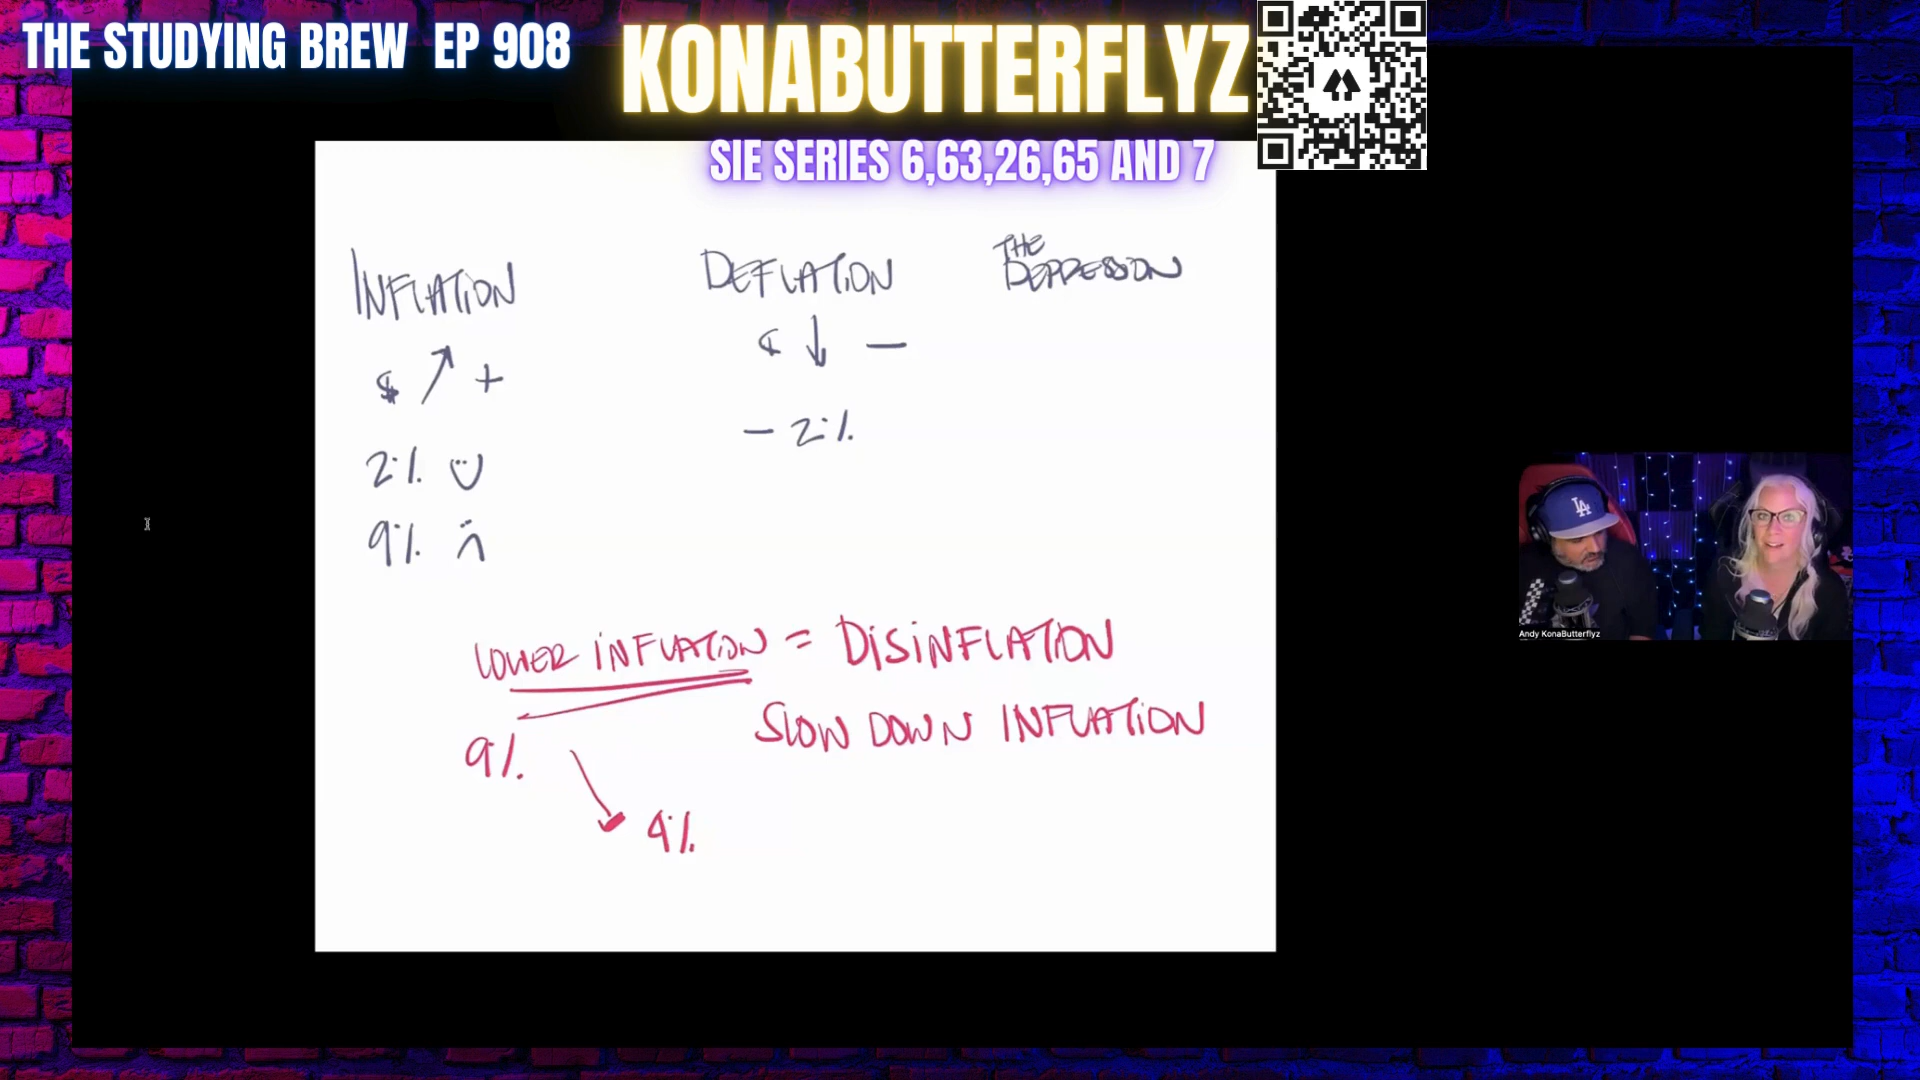 THE STUDYING BREW EP 908
KONABUTTERFLYZ
SIE SERIES 6,63,26,65 AND 7
INFLATION
$ ↗ +
2%
9%
DEFLATION
$ ↓ —
- 2%
THE
DEPRESSION
LOWER INFLATION = DISINFLATION
SLOW DOWN INFLATION
9%
4%
LA
Andy KonaButterflyz